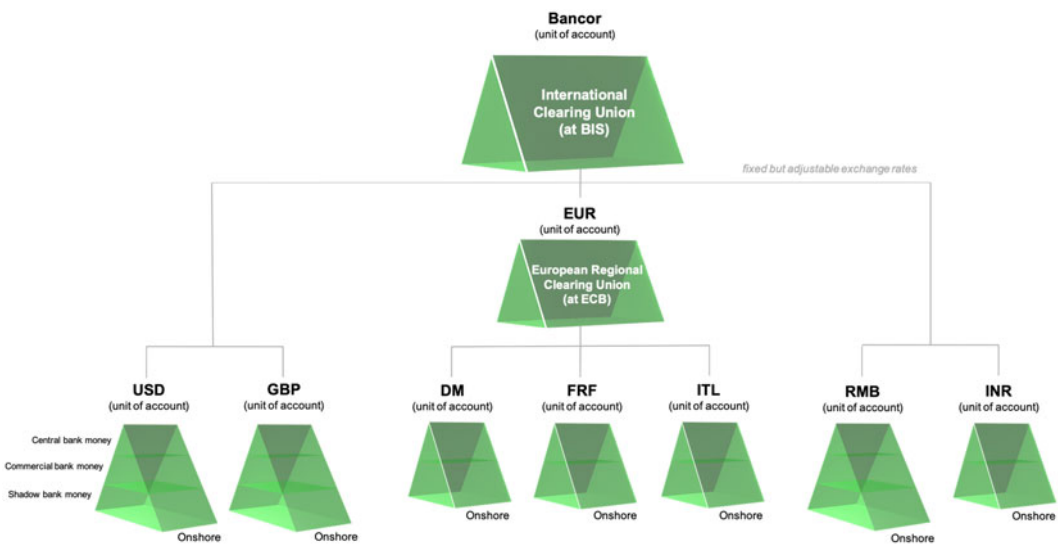 Bancor
(unit of account)
International
Clearing Union
(at BIS)
fixed but adjustable exchange rates
EUR
(unit of account)
European Regional
Clearing Union
(at ECB)
USD
(unit of account)
GBP
(unit of account)
DM
(unit of account)
FRF
(unit of account)
ITL
(unit of account)
RMB
(unit of account)
INR
(unit of account)
Central bank money
Commercial bank money
Shadow bank money
Onshore
Onshore
Onshore
Onshore
Onshore
Onshore
Onshore